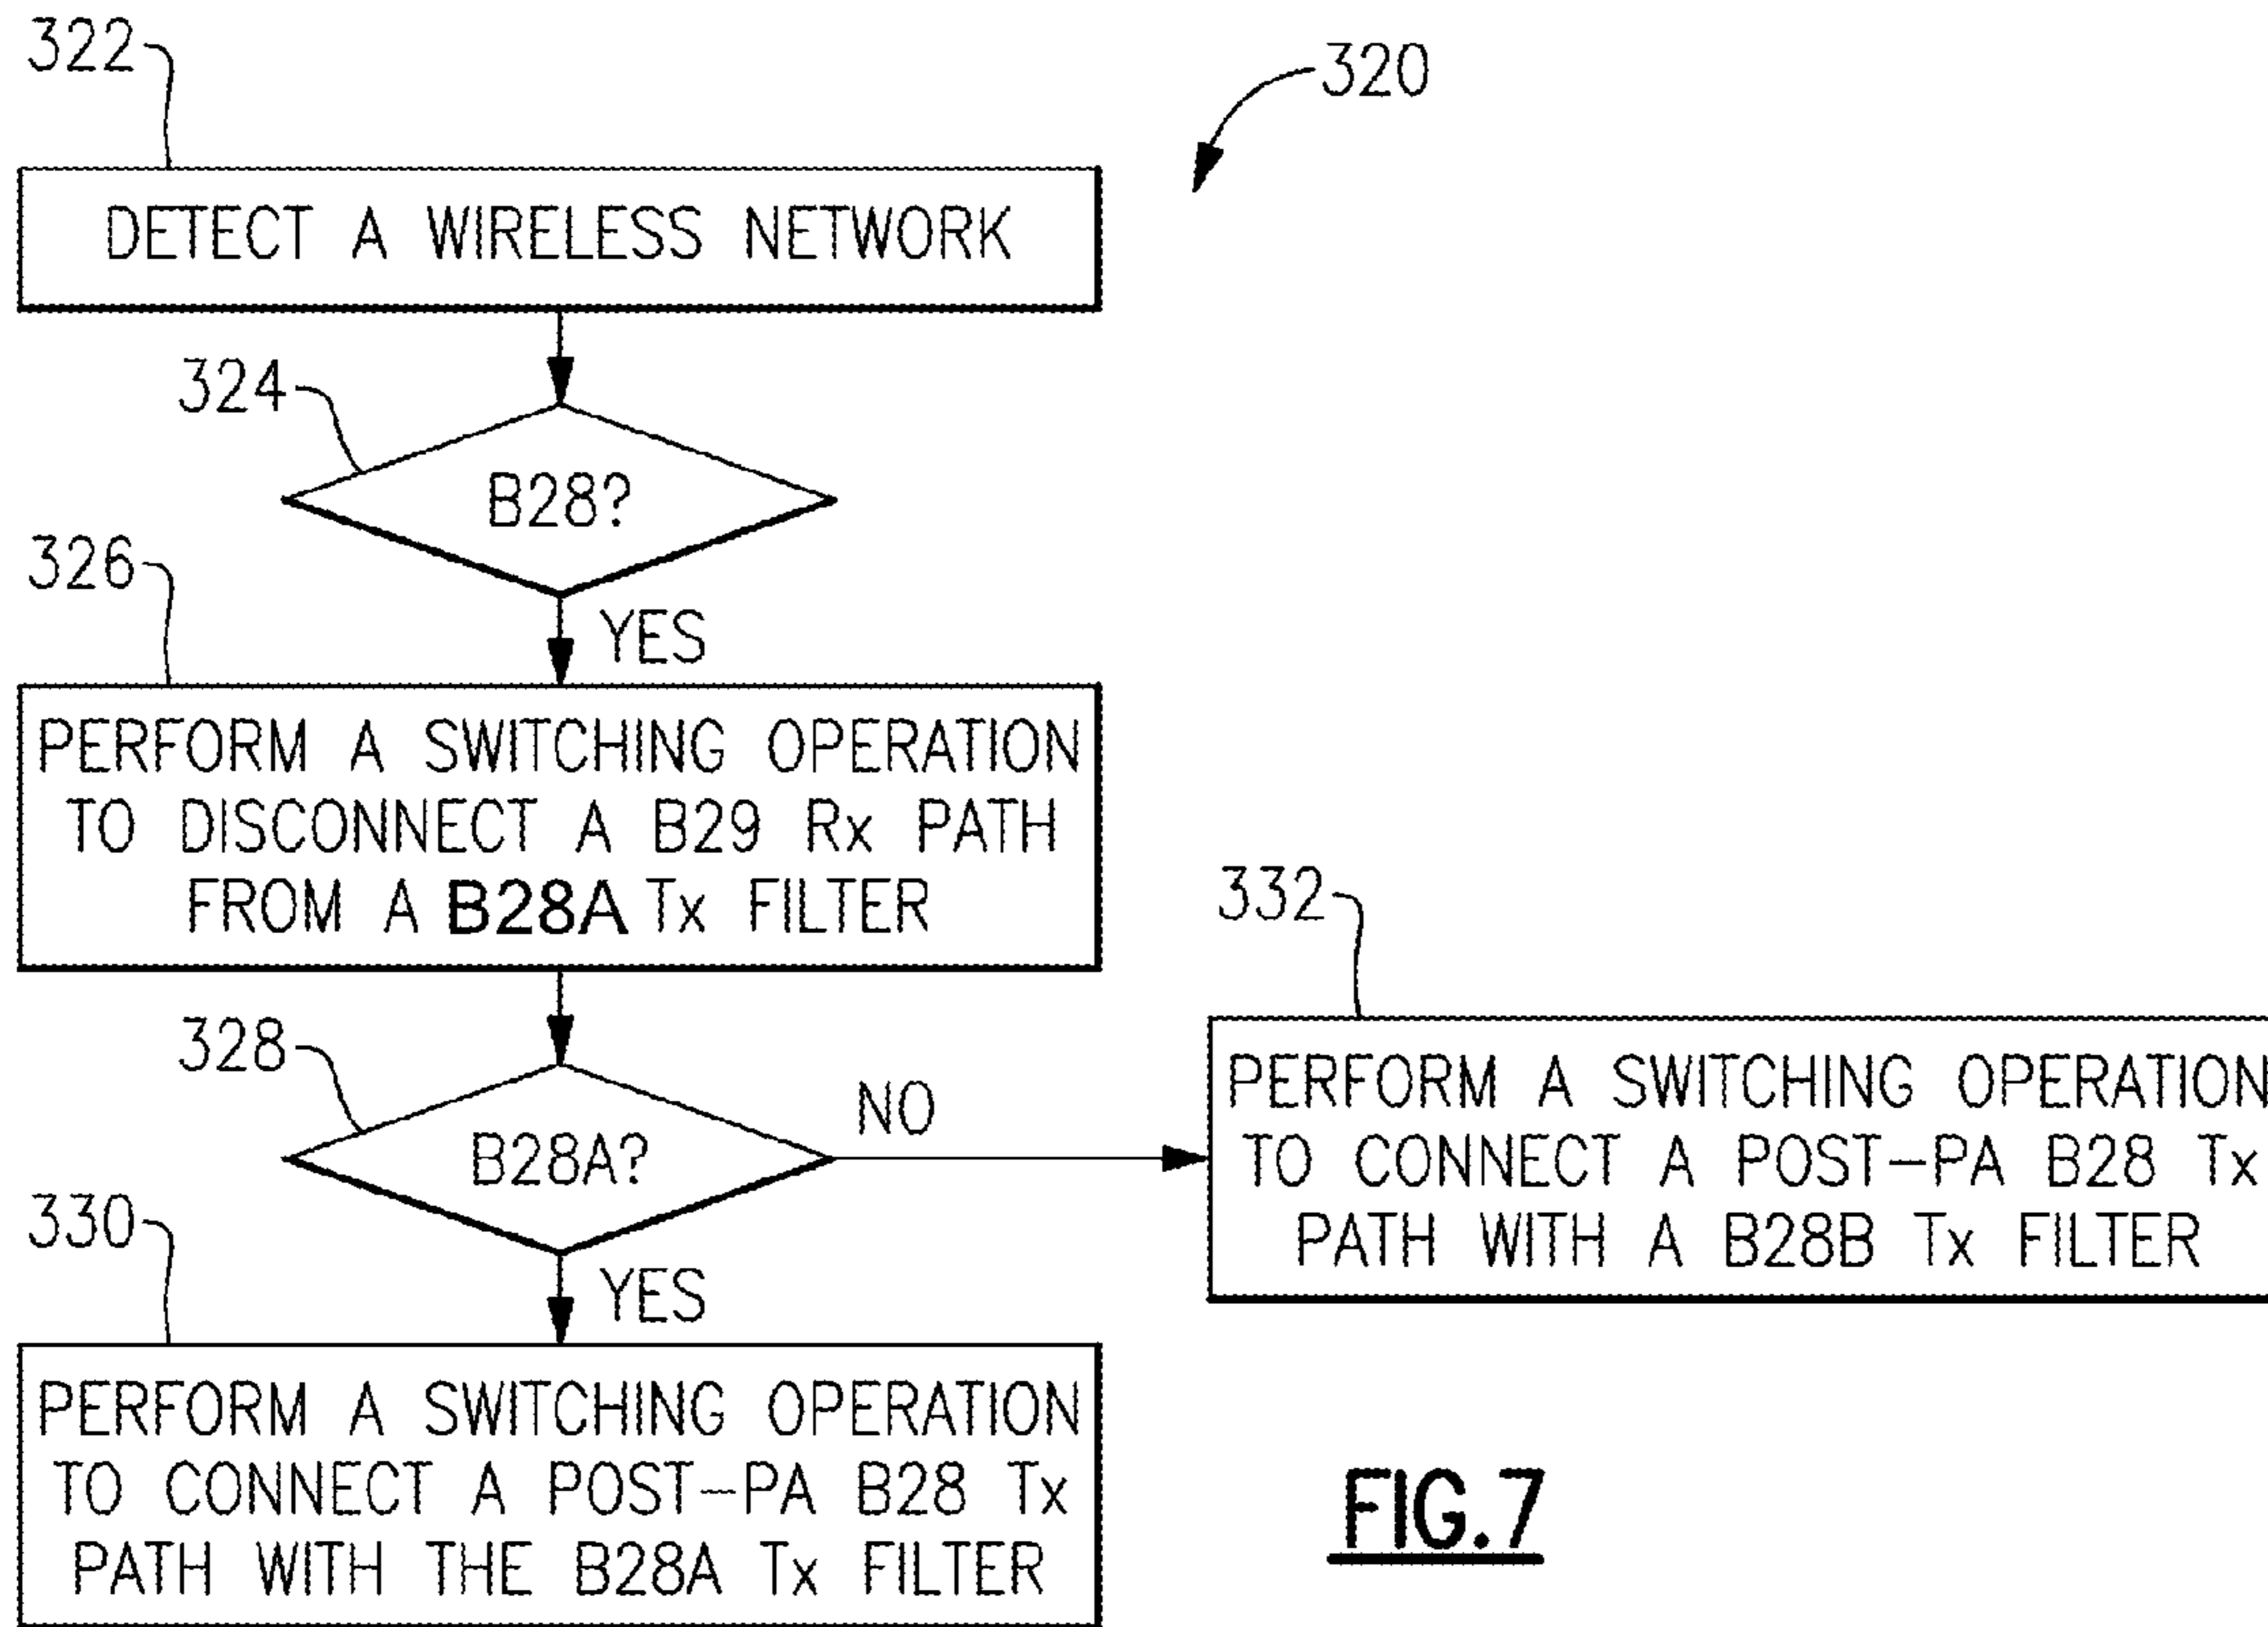 322
320
DETECT A WIRELESS NETWORK
324
B28?
326
YES
PERFORM A SWITCHING OPERATION
TO DISCONNECT A B29 Rx PATH
FROM A B28A Tx FILTER
328
B28A?
NO
332
PERFORM A SWITCHING OPERATION
TO CONNECT A POST-PA B28 Tx
PATH WITH A B28B Tx FILTER
330
YES
PERFORM A SWITCHING OPERATION
TO CONNECT A POST-PA B28 Tx
PATH WITH THE B28A Tx FILTER
FIG.7